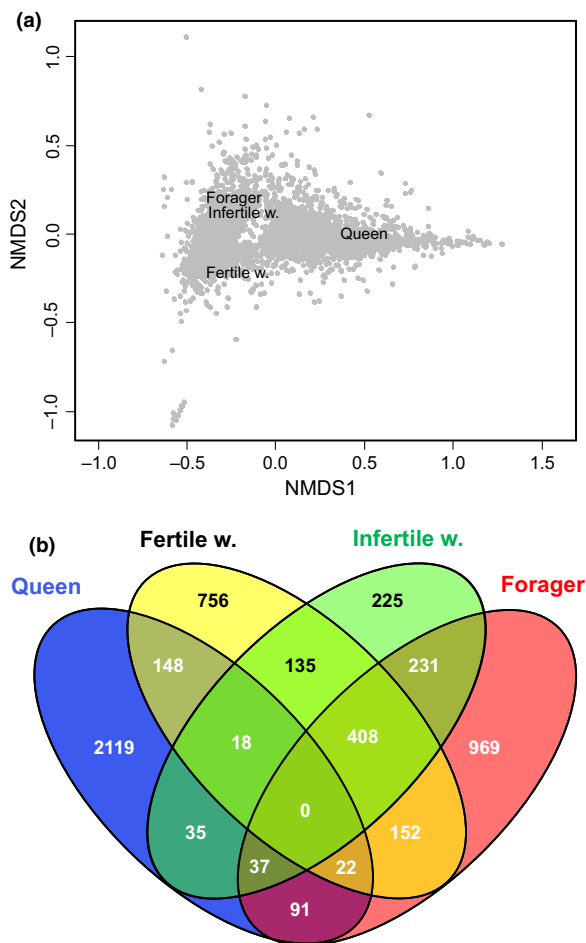 (a)
1.0
0.5
0.0
−0.5
−1.0
NMDS2
Forager
Infertile w.
Queen
Fertile w.
−1.0 −0.5 0.0 0.5 1.0 1.5
NMDS1
(b)
Fertile w. Infertile w.
Queen Forager
756 225
148 135 231
2119 18 408 969
0
35 152
37 22
91